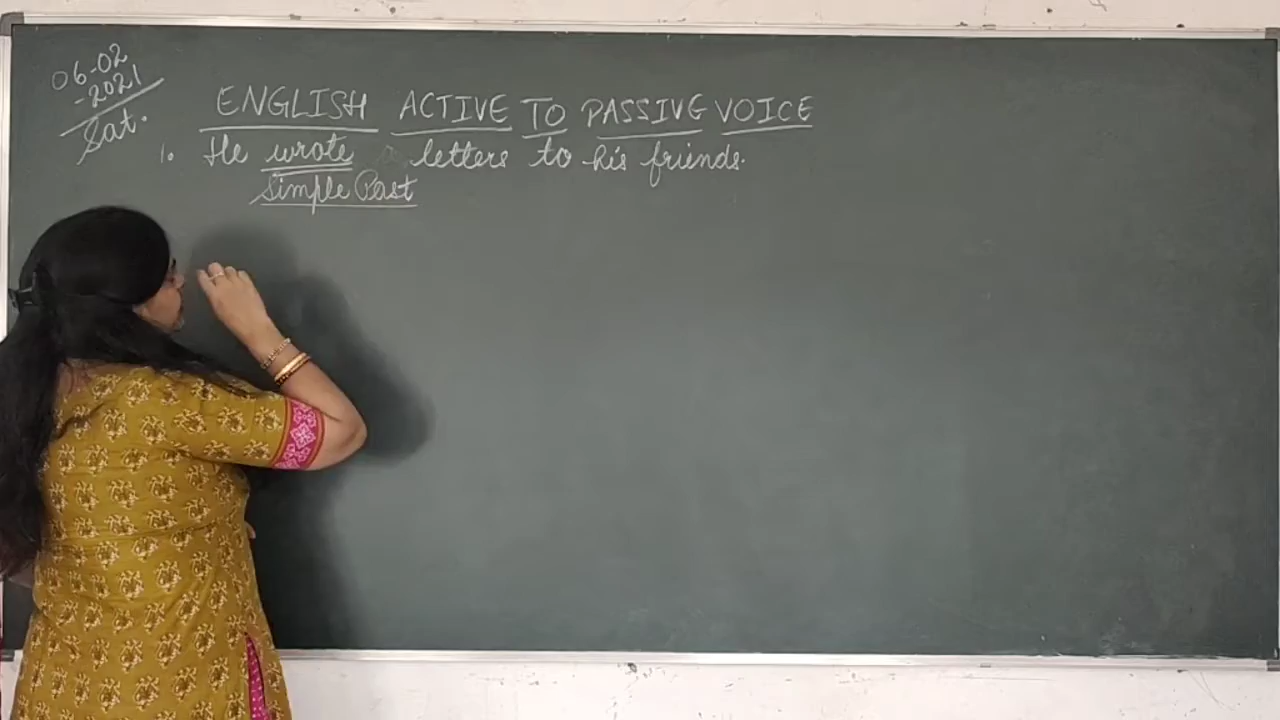 06-02
-2021
Sat.
ENGLISH ACTIVE TO PASSIVE VOICE
1. He wrote letters to his friends.
Simple Past